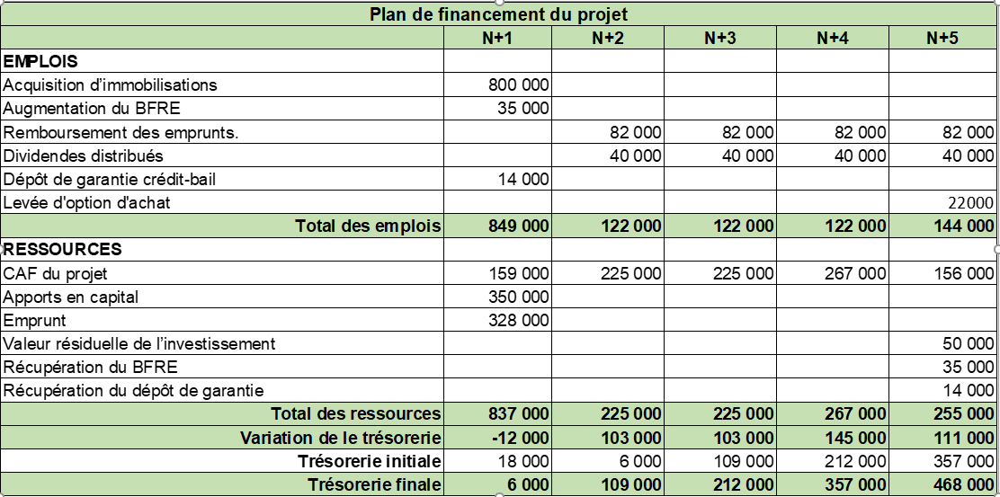 Plan de financement du projet
N+1 N+2 N+3 N+4 N+5
EMPLOIS
Acquisition d'immobilisations 800 000
Augmentation du BFRE 35 000
Remboursement des emprunts. 82 000 82 000 82 000 82 000
Dividendes distribués 40 000 40 000 40 000 40 000
Dépôt de garantie crédit-bail 14 000
Levée d'option d'achat 22000
Total des emplois 849 000 122 000 122 000 122 000 144 000
RESSOURCES
CAF du projet 159 000 225 000 225 000 267 000 156 000
Apports en capital 350 000
Emprunt 328 000
Valeur résiduelle de l'investissement 50 000
Récupération du BFRE 35 000
Récupération du dépôt de garantie 14 000
Total des ressources 837 000 225 000 225 000 267 000 255 000
Variation de le trésorerie -12 000 103 000 103 000 145 000 111 000
Trésorerie initiale 18 000 6 000 109 000 212 000 357 000
Trésorerie finale 6 000 109 000 212 000 357 000 468 000